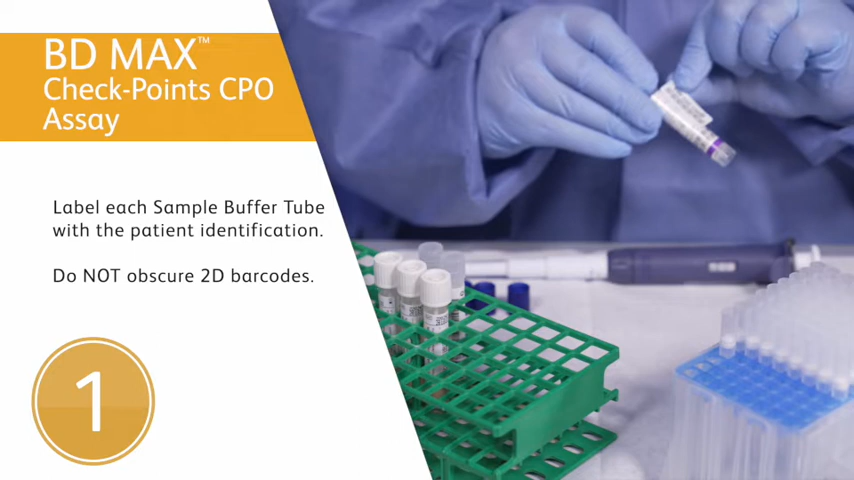 BD MAX™
Check-Points CPO
Assay
Label each Sample Buffer Tube
with the patient identification.
Do NOT obscure 2D barcodes.
1